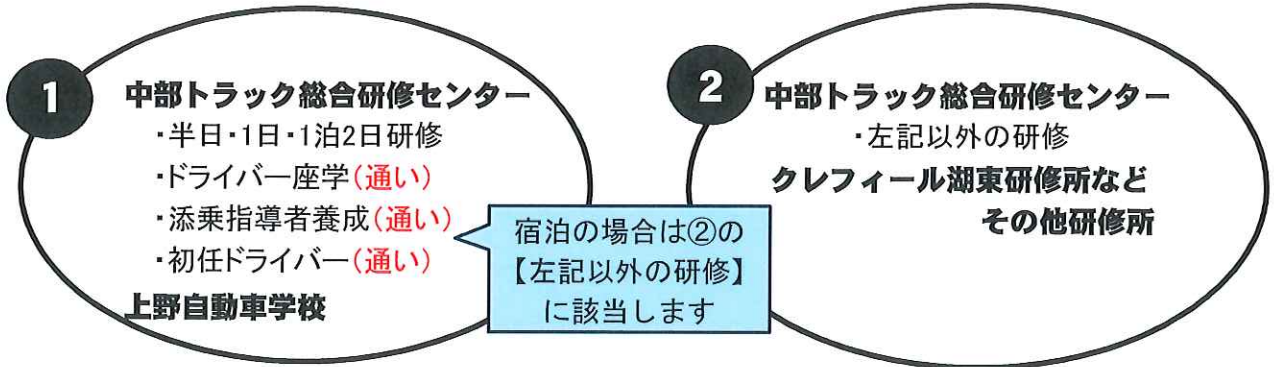 1
中部トラック総合研修センター
・半日・1日・1泊2日研修
・ドライバー座学(通い)
・添乗指導者養成(通い)
・初任ドライバー(通い)
上野自動車学校
宿泊の場合は②の
【左記以外の研修】
に該当します
2
中部トラック総合研修センター
・左記以外の研修
クレフィール湖東研修所など
その他研修所